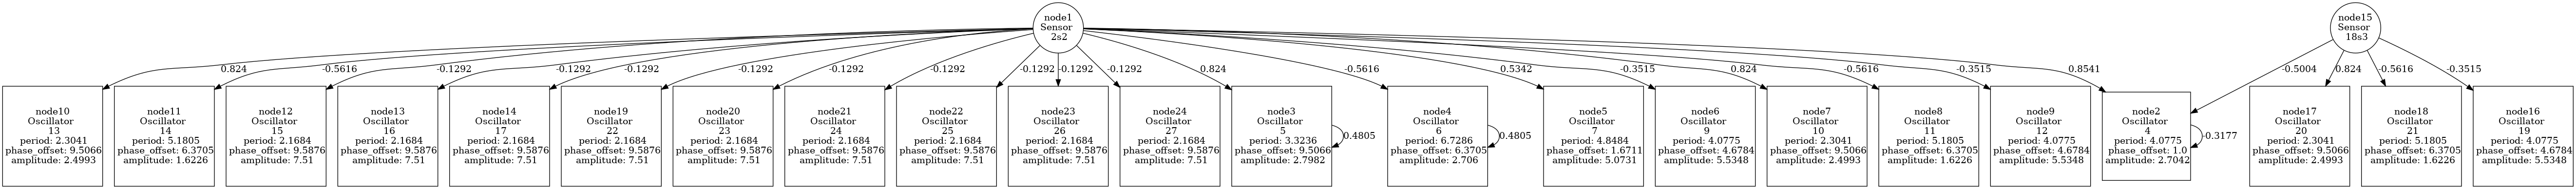 node1
Sensor
2s2
node15
Sensor
18s3
0.824
-0.5616
-0.1292
-0.1292
-0.1292
-0.1292
-0.1292
-0.1292
-0.1292
-0.1292
-0.1292
0.824
-0.5616
0.5342
-0.3515
0.824
-0.5616
-0.3515
0.8541
-0.5004
0.824
-0.5616
-0.3515
node10
Oscillator
13
period: 2.3041
phase_offset: 9.5066
amplitude: 2.4993
node11
Oscillator
14
period: 5.1805
phase_offset: 6.3705
amplitude: 1.6226
node12
Oscillator
15
period: 2.1684
phase_offset: 9.5876
amplitude: 7.51
node13
Oscillator
16
period: 2.1684
phase_offset: 9.5876
amplitude: 7.51
node14
Oscillator
17
period: 2.1684
phase_offset: 9.5876
amplitude: 7.51
node19
Oscillator
22
period: 2.1684
phase_offset: 9.5876
amplitude: 7.51
node20
Oscillator
23
period: 2.1684
phase_offset: 9.5876
amplitude: 7.51
node21
Oscillator
24
period: 2.1684
phase_offset: 9.5876
amplitude: 7.51
node22
Oscillator
25
period: 2.1684
phase_offset: 9.5876
amplitude: 7.51
node23
Oscillator
26
period: 2.1684
phase_offset: 9.5876
amplitude: 7.51
node24
Oscillator
27
period: 2.1684
phase_offset: 9.5876
amplitude: 7.51
node3
Oscillator
5
period: 3.3236
phase_offset: 9.5066
amplitude: 2.7982
0.4805
node4
Oscillator
6
period: 6.7286
phase_offset: 6.3705
amplitude: 2.706
0.4805
node5
Oscillator
7
period: 4.8484
phase_offset: 1.6711
amplitude: 5.0731
node6
Oscillator
9
period: 4.0775
phase_offset: 4.6784
amplitude: 5.5348
node7
Oscillator
10
period: 2.3041
phase_offset: 9.5066
amplitude: 2.4993
node8
Oscillator
11
period: 5.1805
phase_offset: 6.3705
amplitude: 1.6226
node9
Oscillator
12
period: 4.0775
phase_offset: 4.6784
amplitude: 5.5348
node2
Oscillator
4
period: 4.0775
phase_offset: 1.0
amplitude: 2.7042
-0.3177
node17
Oscillator
20
period: 2.3041
phase_offset: 9.5066
amplitude: 2.4993
node18
Oscillator
21
period: 5.1805
phase_offset: 6.3705
amplitude: 1.6226
node16
Oscillator
19
period: 4.0775
phase_offset: 4.6784
amplitude: 5.5348